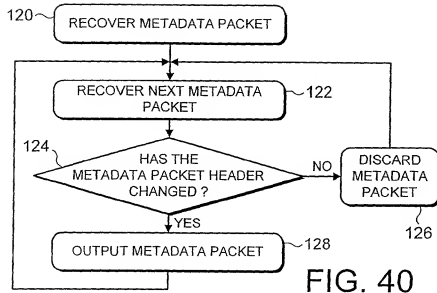 120
RECOVER METADATA PACKET
RECOVER NEXT METADATA
PACKET
122
124
HAS THE
METADATA PACKET HEADER
CHANGED ?
NO
DISCARD
METADATA
PACKET
126
YES
OUTPUT METADATA PACKET
128
FIG. 40